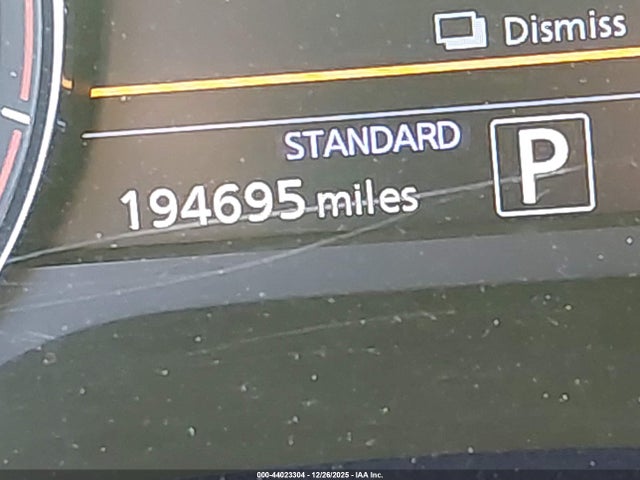 Dismiss
STANDARD
P
194695 miles
000-44023304 - 12/26/2025 - IAA Inc.